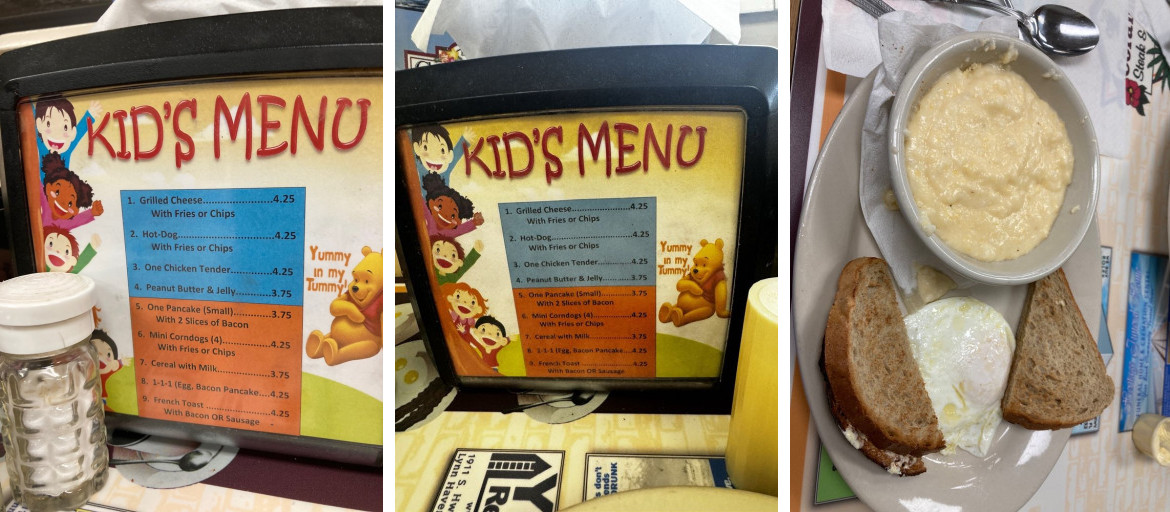 KID'S MENU
1. Grilled Cheese.......................4.25
With Fries or Chips
2. Hot-Dog...............................4.25
With Fries or Chips
3. One Chicken Tender..............4.25
4. Peanut Butter & Jelly............3.75
5. One Pancake (Small)............3.75
With 2 Slices of Bacon
6. Mini Corndogs (4)................4.25
With Fries or Chips
7. Cereal with Milk...................3.75
8. 1-1-1 (Egg, Bacon Pancake....4.25
9. French Toast ......................4.25
With Bacon OR Sausage
Yummy
in my
Tummy!
KID'S MENU
1. Grilled Cheese.......................4.25
With Fries or Chips
2. Hot-Dog...............................4.25
With Fries or Chips
3. One Chicken Tender..............4.25
4. Peanut Butter & Jelly............3.75
5. One Pancake (Small)............3.75
With 2 Slices of Bacon
6. Mini Corndogs (4)................4.25
With Fries or Chips
7. Cereal with Milk...................3.75
8. 1-1-1 (Egg, Bacon Pancake....4.25
9. French Toast ......................4.25
With Bacon OR Sausage
Yummy
in my
Tummy!
1911 S. Hw
Lynn Haven
s don't
ends
DRUNK
Steak &